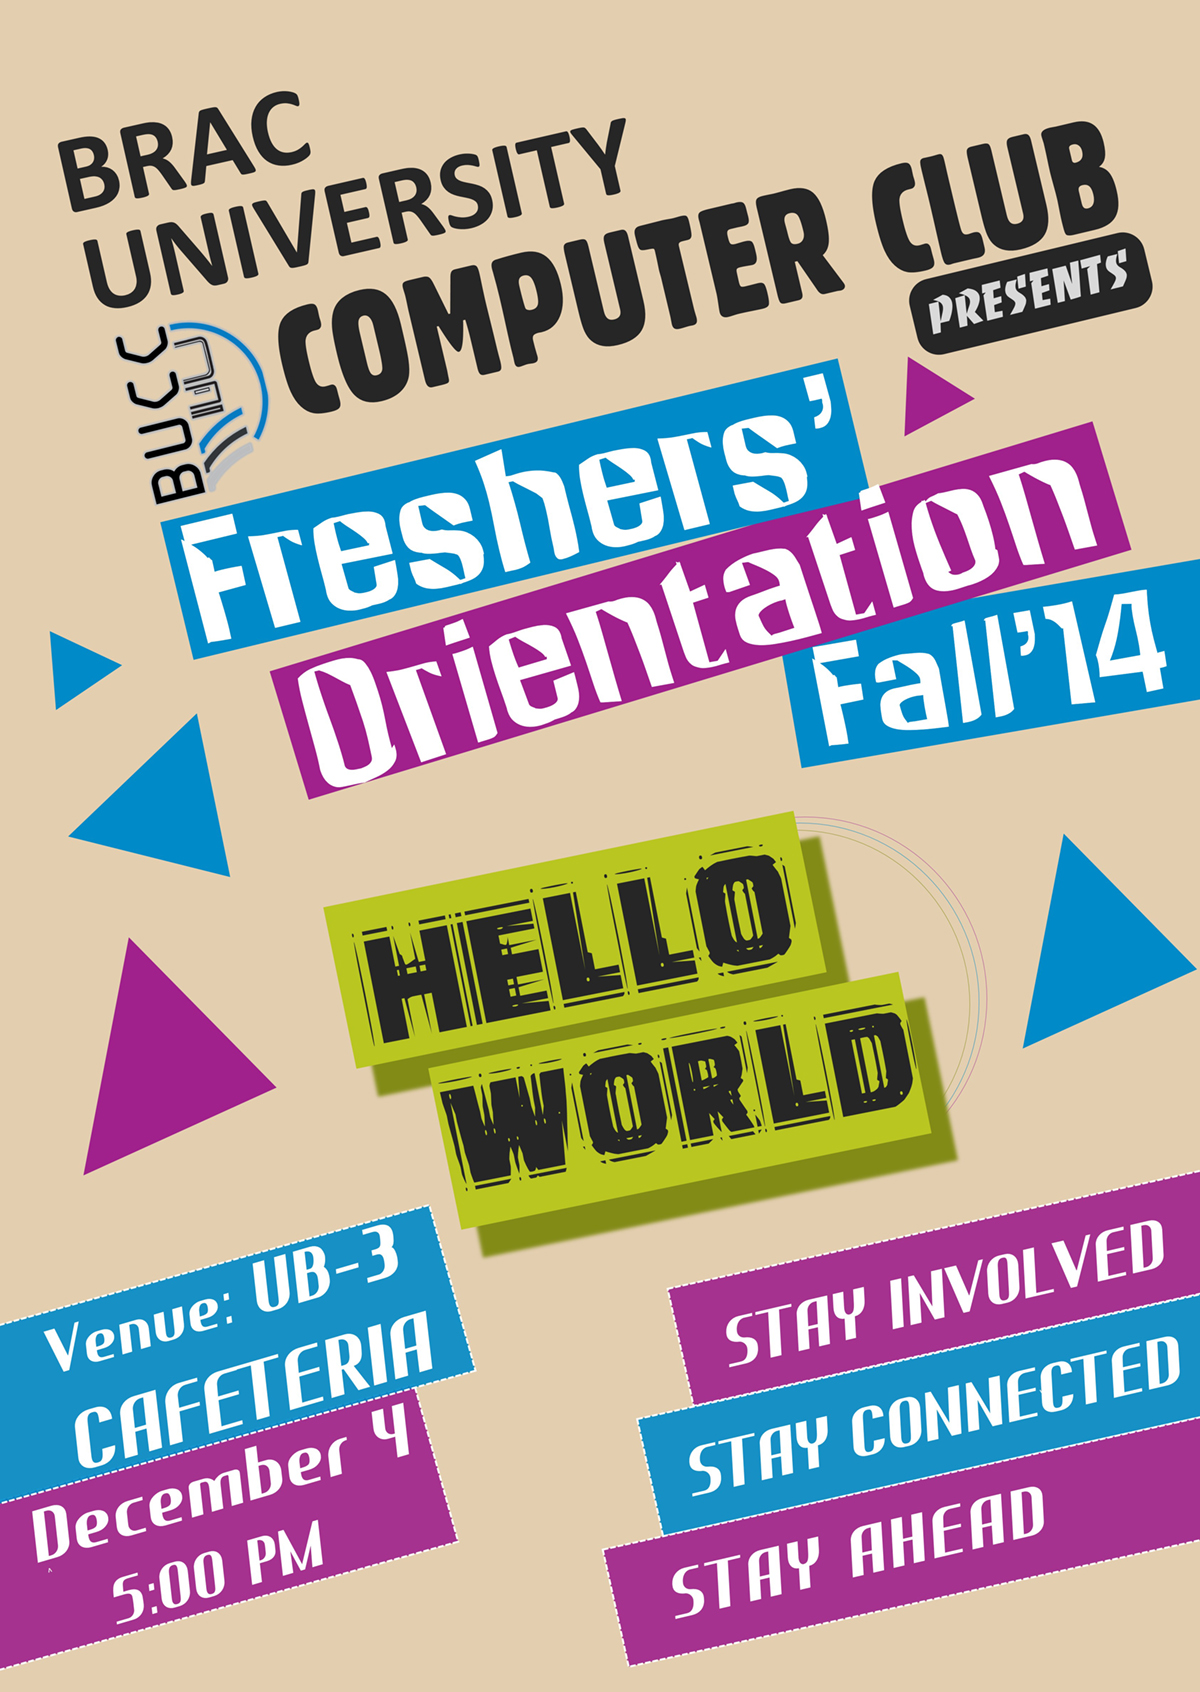 BRAC
UNIVERSITY
COMPUTER CLUB
PRESENTS
BUCC
Freshers'
Orientation
Fall'14
HELLO
WORLD
Venue: UB-3
CAFETERIA
December 4
5:00 PM
STAY INVOLVED
STAY CONNECTED
STAY AHEAD